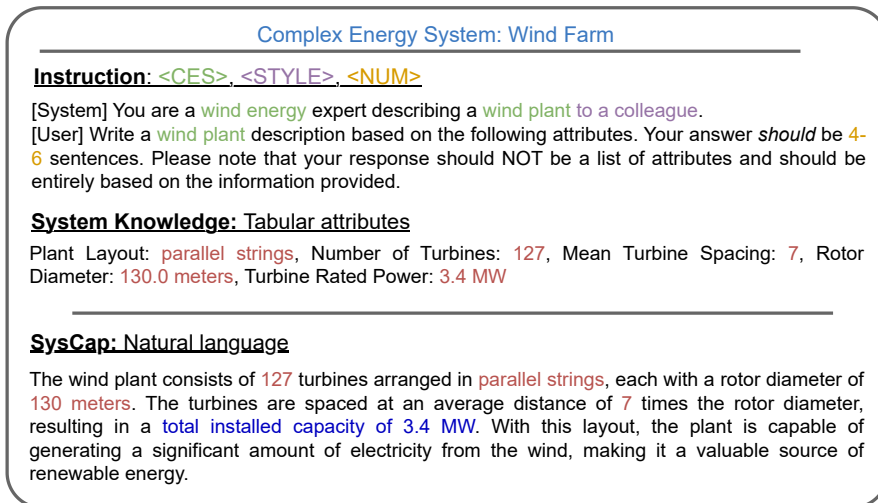 Complex Energy System: Wind Farm
Instruction: <CES>, <STYLE>, <NUM>
[System] You are a wind energy expert describing a wind plant to a colleague.
[User] Write a wind plant description based on the following attributes. Your answer should be 4-
6 sentences. Please note that your response should NOT be a list of attributes and should be
entirely based on the information provided.
System Knowledge: Tabular attributes
Plant Layout: parallel strings, Number of Turbines: 127, Mean Turbine Spacing: 7, Rotor
Diameter: 130.0 meters, Turbine Rated Power: 3.4 MW
SysCap: Natural language
The wind plant consists of 127 turbines arranged in parallel strings, each with a rotor diameter of
130 meters. The turbines are spaced at an average distance of 7 times the rotor diameter,
resulting in a total installed capacity of 3.4 MW. With this layout, the plant is capable of
generating a significant amount of electricity from the wind, making it a valuable source of
renewable energy.